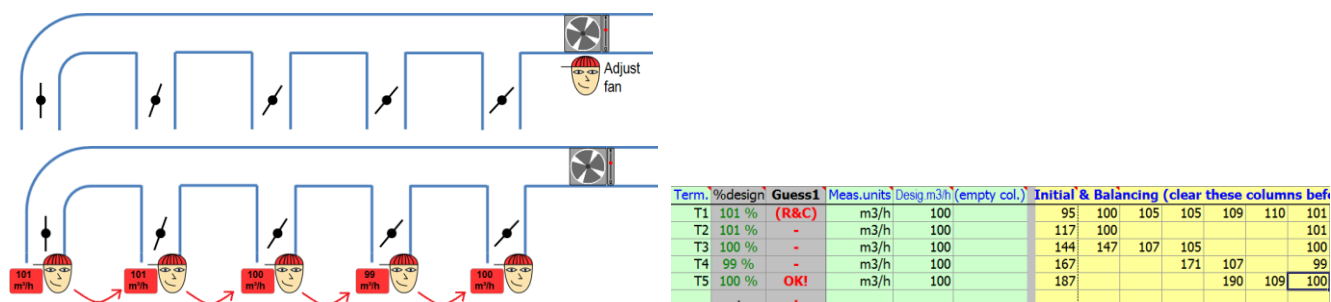 Adjust
fan
101
m³/h
101
m³/h
100
m³/h
99
m³/h
100
m³/h
Term. %design Guess1 Meas.units Desig.m3/h (empty col.) Initial & Balancing (clear these columns befo
T1 101 % (R&C) m3/h 100 95 100 105 105 109 110 101
T2 101 % - m3/h 100 117 100 101
T3 100 % - m3/h 100 144 147 107 105 100
T4 99 % - m3/h 100 167 171 107 99
T5 100 % OK! m3/h 100 187 190 109 100